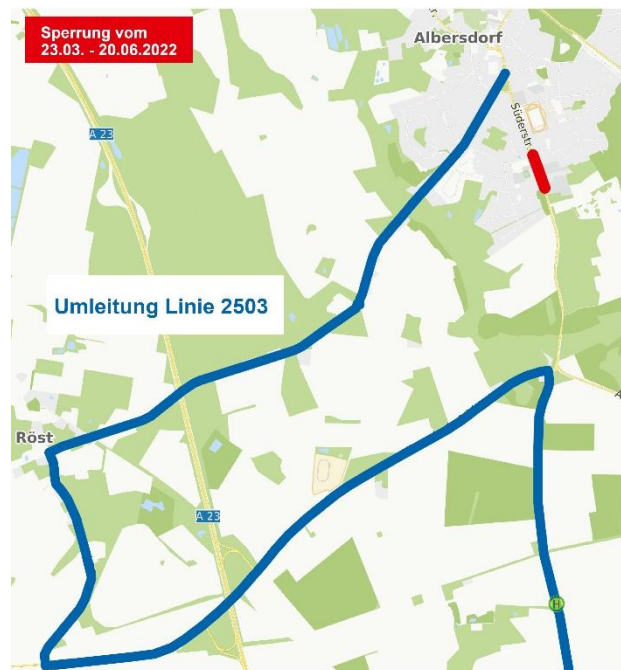 Sperrung vom
23.03. - 20.06.2022
Albersdorf
A 23
Süderstr.
Umleitung Linie 2503
Röst
A 23
H